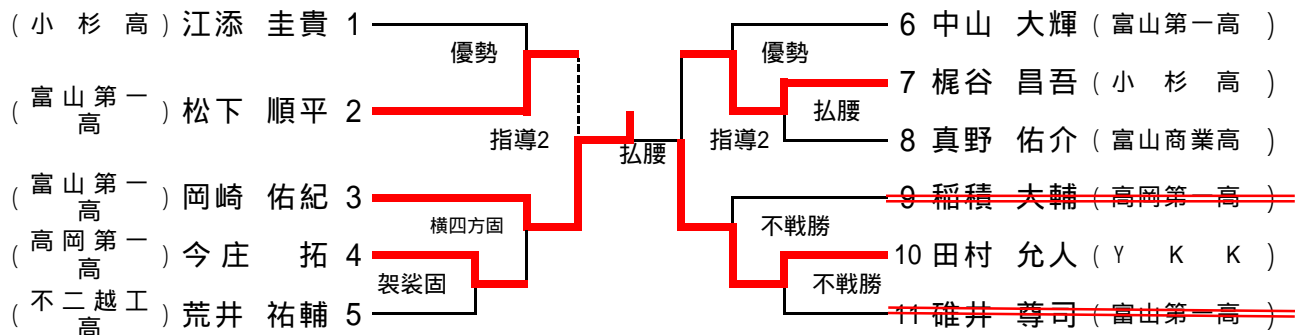 (小杉高) 江添 圭貴 1
優勢
(富山第一高) 松下 順平 2
指導2
(富山第一高) 岡崎 佑紀 3
横四方固
(高岡第一高) 今庄 拓 4
袈裟固
(不二越工高) 荒井 祐輔 5
払腰
6 中山 大輝 (富山第一高)
優勢
7 梶谷 昌吾 (小杉高)
払腰
8 真野 佑介 (富山商業高)
指導2
9 稲積 大輔 (高岡第一高)
不戦勝
10 田村 允人 (YKK)
不戦勝
11 碓井 尊司 (富山第一高)